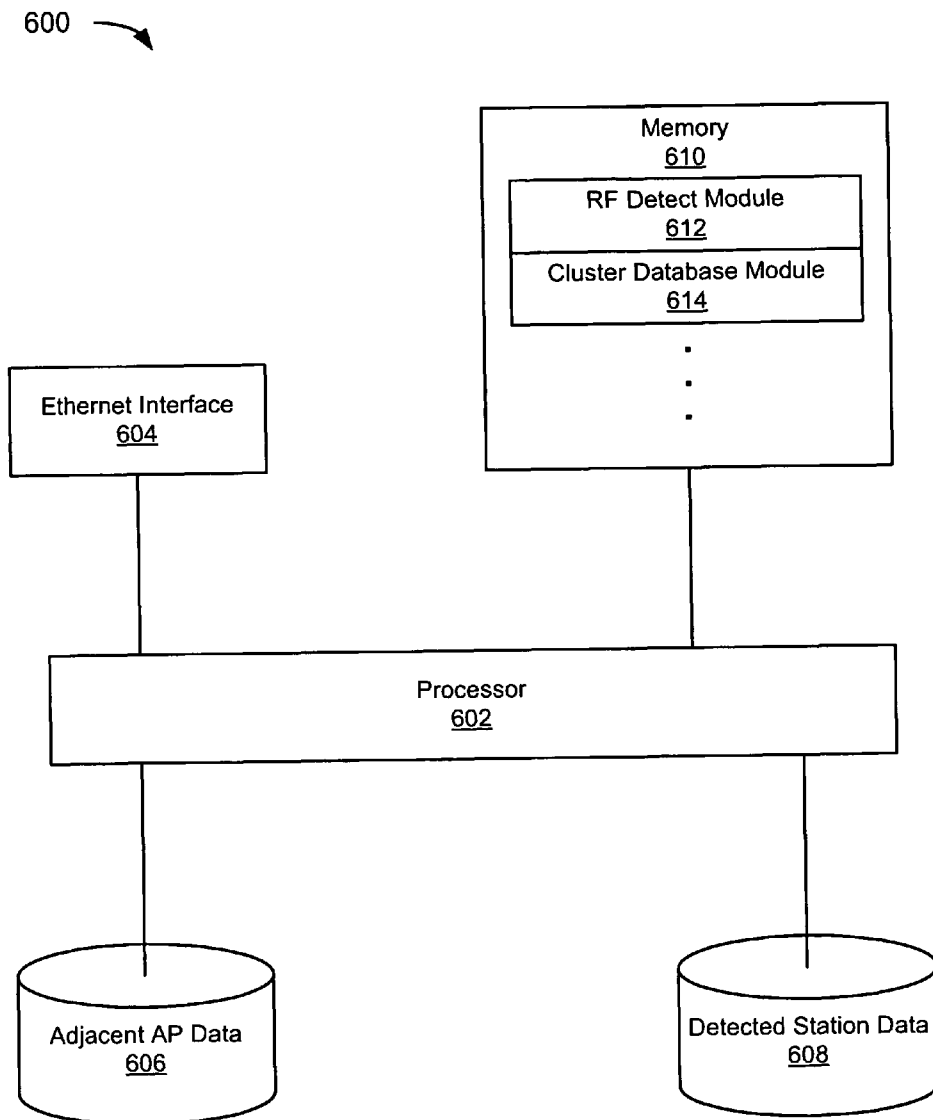 600
Memory
610
RF Detect Module
612
Cluster Database Module
614
Ethernet Interface
604
Processor
602
Adjacent AP Data
606
Detected Station Data
608